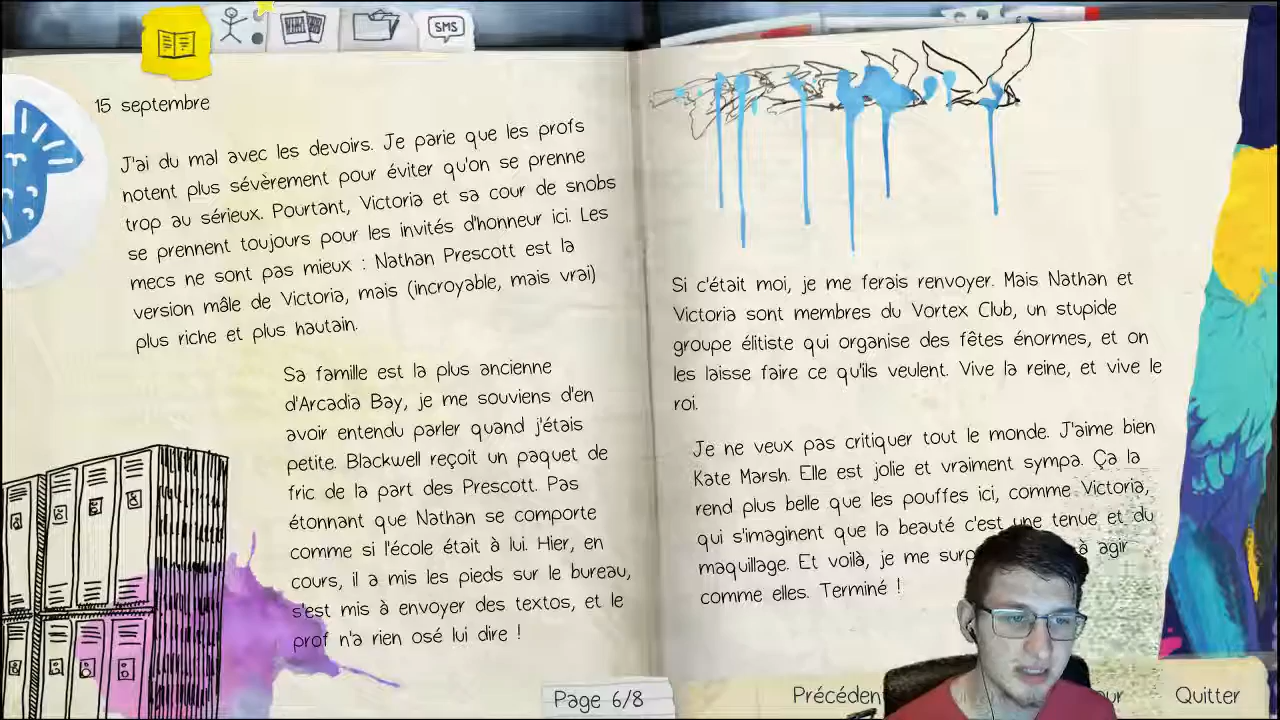 SMS
15 septembre
J'ai du mal avec les devoirs. Je parie que les profs
notent plus sévèrement pour éviter qu'on se prenne
trop au sérieux. Pourtant, Victoria et sa cour de snobs
se prennent toujours pour les invités d'honneur ici. Les
mecs ne sont pas mieux : Nathan Prescott est la
version mâle de Victoria, mais (incroyable, mais vrai)
plus riche et plus hautain.
Sa famille est la plus ancienne
d'Arcadia Bay, je me souviens d'en
avoir entendu parler quand j'étais
petite. Blackwell reçoit un paquet de
fric de la part des Prescott. Pas
étonnant que Nathan se comporte
comme si l'école était à lui. Hier, en
cours, il a mis les pieds sur le bureau,
s'est mis à envoyer des textos, et le
prof n'a rien osé lui dire !
Si c'était moi, je me ferais renvoyer. Mais Nathan et
Victoria sont membres du Vortex Club, un stupide
groupe élitiste qui organise des fêtes énormes, et on
les laisse faire ce qu'ils veulent. Vive la reine, et vive le
roi.
Je ne veux pas critiquer tout le monde. J'aime bien
Kate Marsh. Elle est jolie et vraiment sympa. Ça la
rend plus belle que les pouffes ici, comme Victoria,
qui s'imaginent que la beauté c'est une tenue et du
maquillage. Et voilà, je me à agir
comme elles. Terminé !
Page 6/8
Quitter